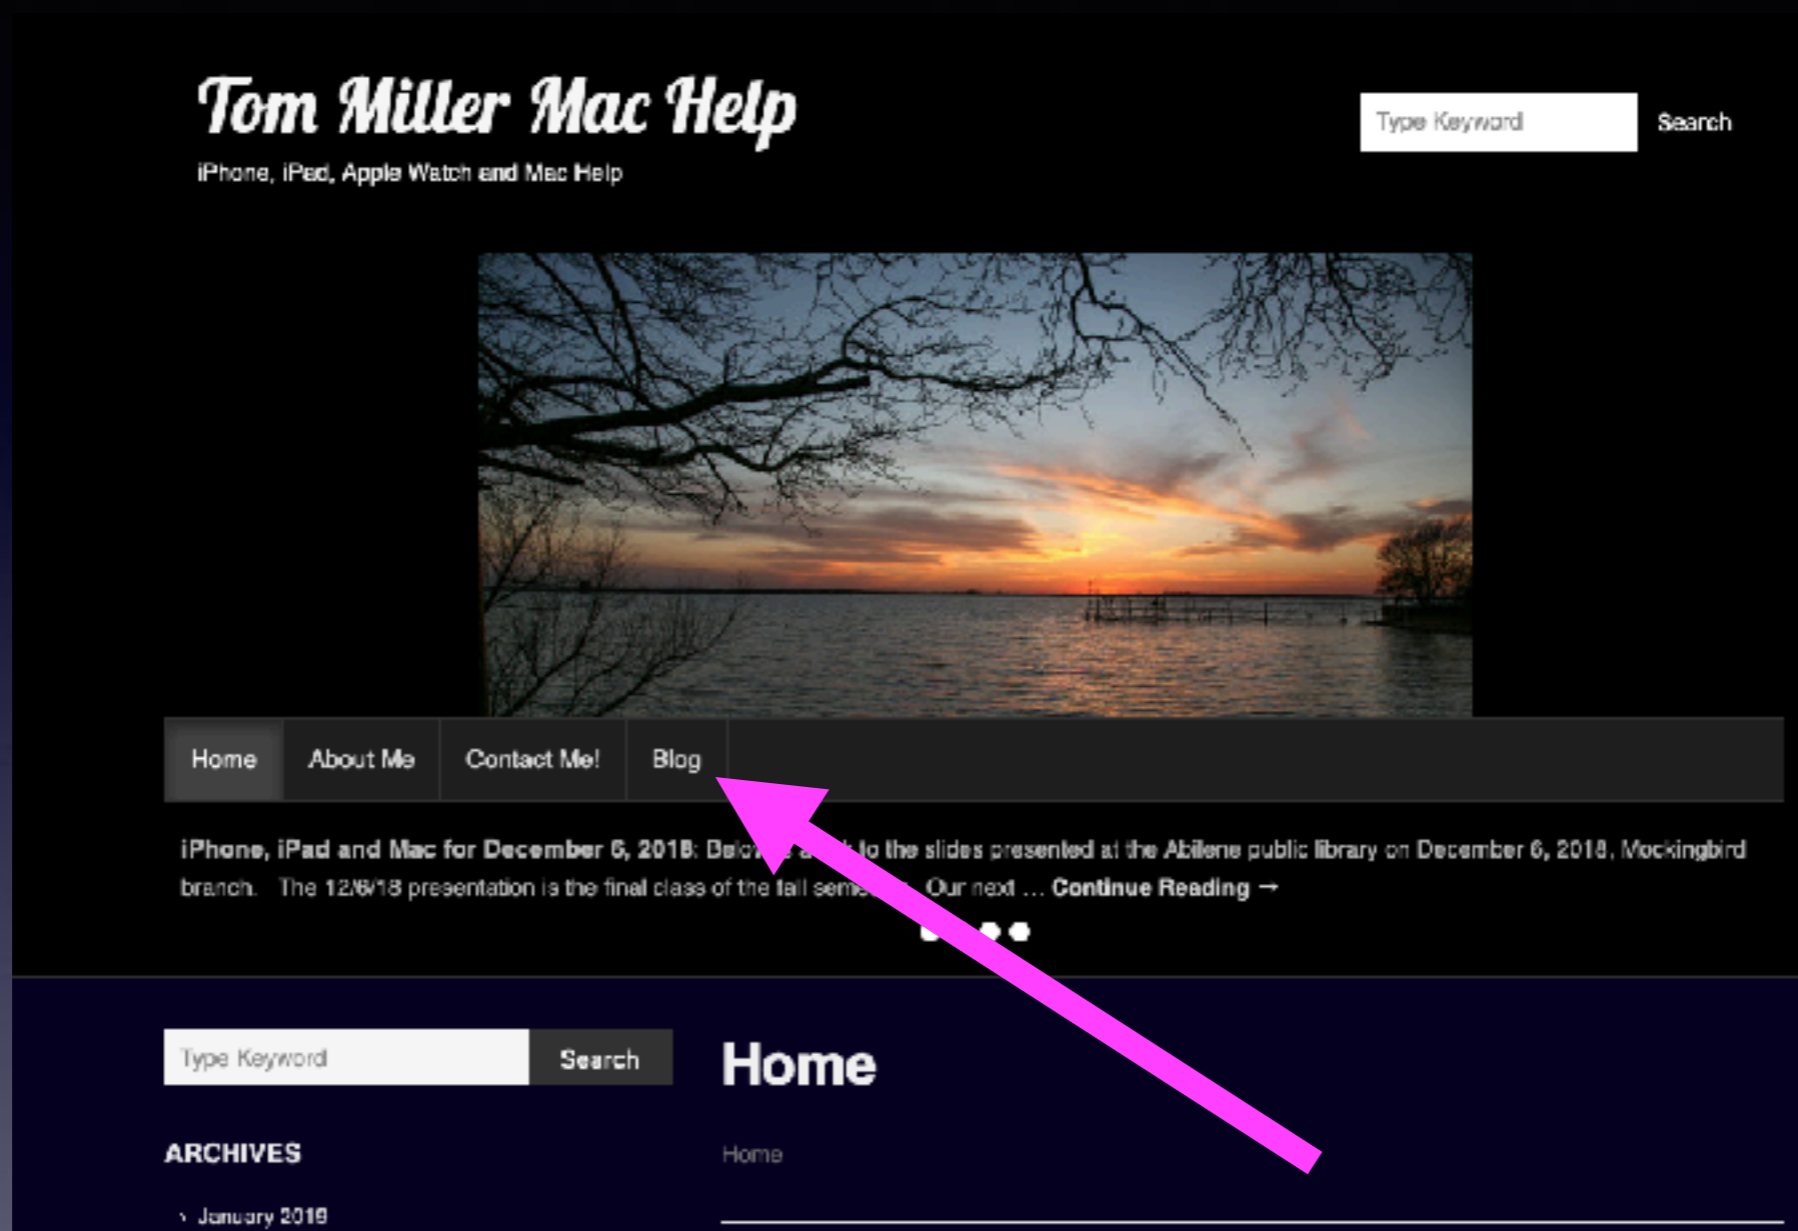 Tom Miller Mac Help
iPhone, iPad, Apple Watch and Mac Help
Type Keyword
Search
Home
About Me
Contact Me!
Blog
iPhone, iPad and Mac for December 6, 2018: to the slides presented at the Abilene public library on December 6, 2018, Mockingbird
branch. The 12/6/18 presentation is the final class of the fall Our next ... Continue Reading →
Type Keyword
Search
Home
ARCHIVES
Home
› January 2019